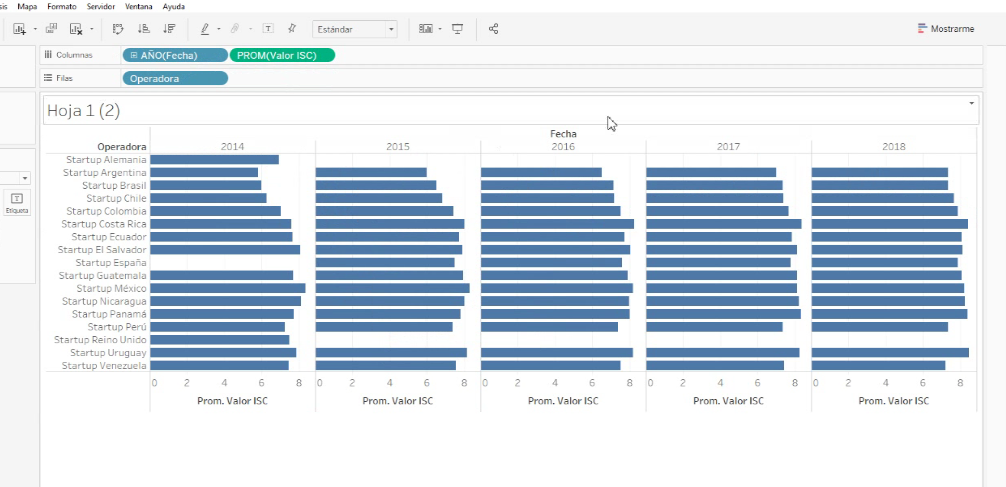 sis Mapa Formato Servidor Ventana Ayuda
Estándar
Mostrarme
Columnas AÑO(Fecha) PROM(Valor ISC)
Filas Operadora
Hoja 1 (2)
Fecha
Operadora 2014 2015 2016 2017 2018
Startup Alemania
Startup Argentina
Startup Brasil
Startup Chile
Startup Colombia
Startup Costa Rica
Startup Ecuador
Startup El Salvador
Startup España
Startup Guatemala
Startup México
Startup Nicaragua
Startup Panamá
Startup Perú
Startup Reino Unido
Startup Uruguay
Startup Venezuela
T
Etiqueta
0 2 4 6 8 0 2 4 6 8 0 2 4 6 8 0 2 4 6 8 0 2 4 6 8
Prom. Valor ISC Prom. Valor ISC Prom. Valor ISC Prom. Valor ISC Prom. Valor ISC